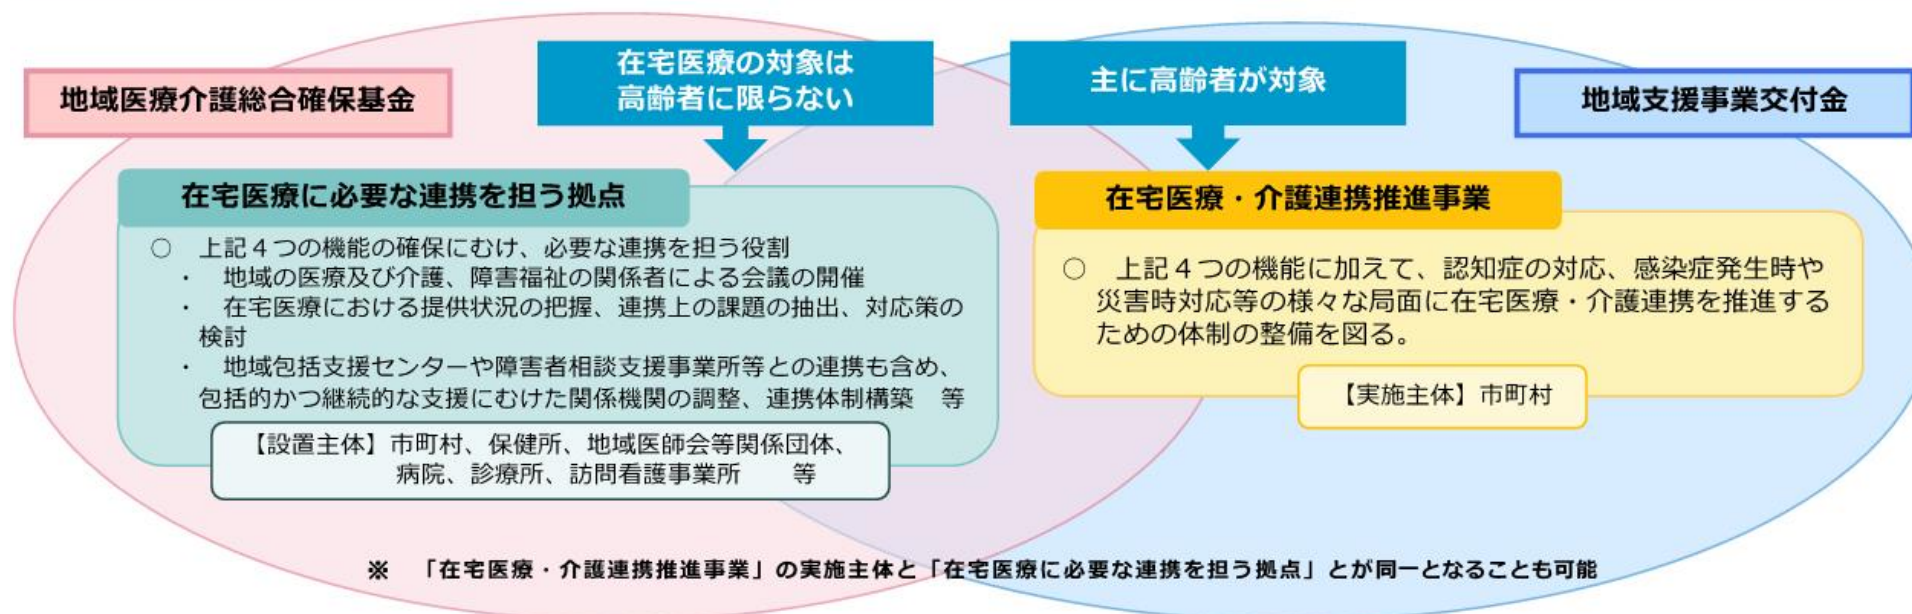 地域医療介護総合確保基金
在宅医療の対象は
高齢者に限らない
主に高齢者が対象
地域支援事業交付金
在宅医療に必要な連携を担う拠点
○　上記４つの機能の確保にむけ、必要な連携を担う役割
・　地域の医療及び介護、障害福祉の関係者による会議の開催
・　在宅医療における提供状況の把握、連携上の課題の抽出、対応策の
検討
・　地域包括支援センターや障害者相談支援事業所等との連携も含め、
包括的かつ継続的な支援にむけた関係機関の調整、連携体制構築　等
【設置主体】市町村、保健所、地域医師会等関係団体、
病院、診療所、訪問看護事業所　　等
在宅医療・介護連携推進事業
○　上記４つの機能に加えて、認知症の対応、感染症発生時や
災害時対応等の様々な局面に在宅医療・介護連携を推進する
ための体制の整備を図る。
【実施主体】市町村
※　「在宅医療・介護連携推進事業」の実施主体と「在宅医療に必要な連携を担う拠点」とが同一となることも可能